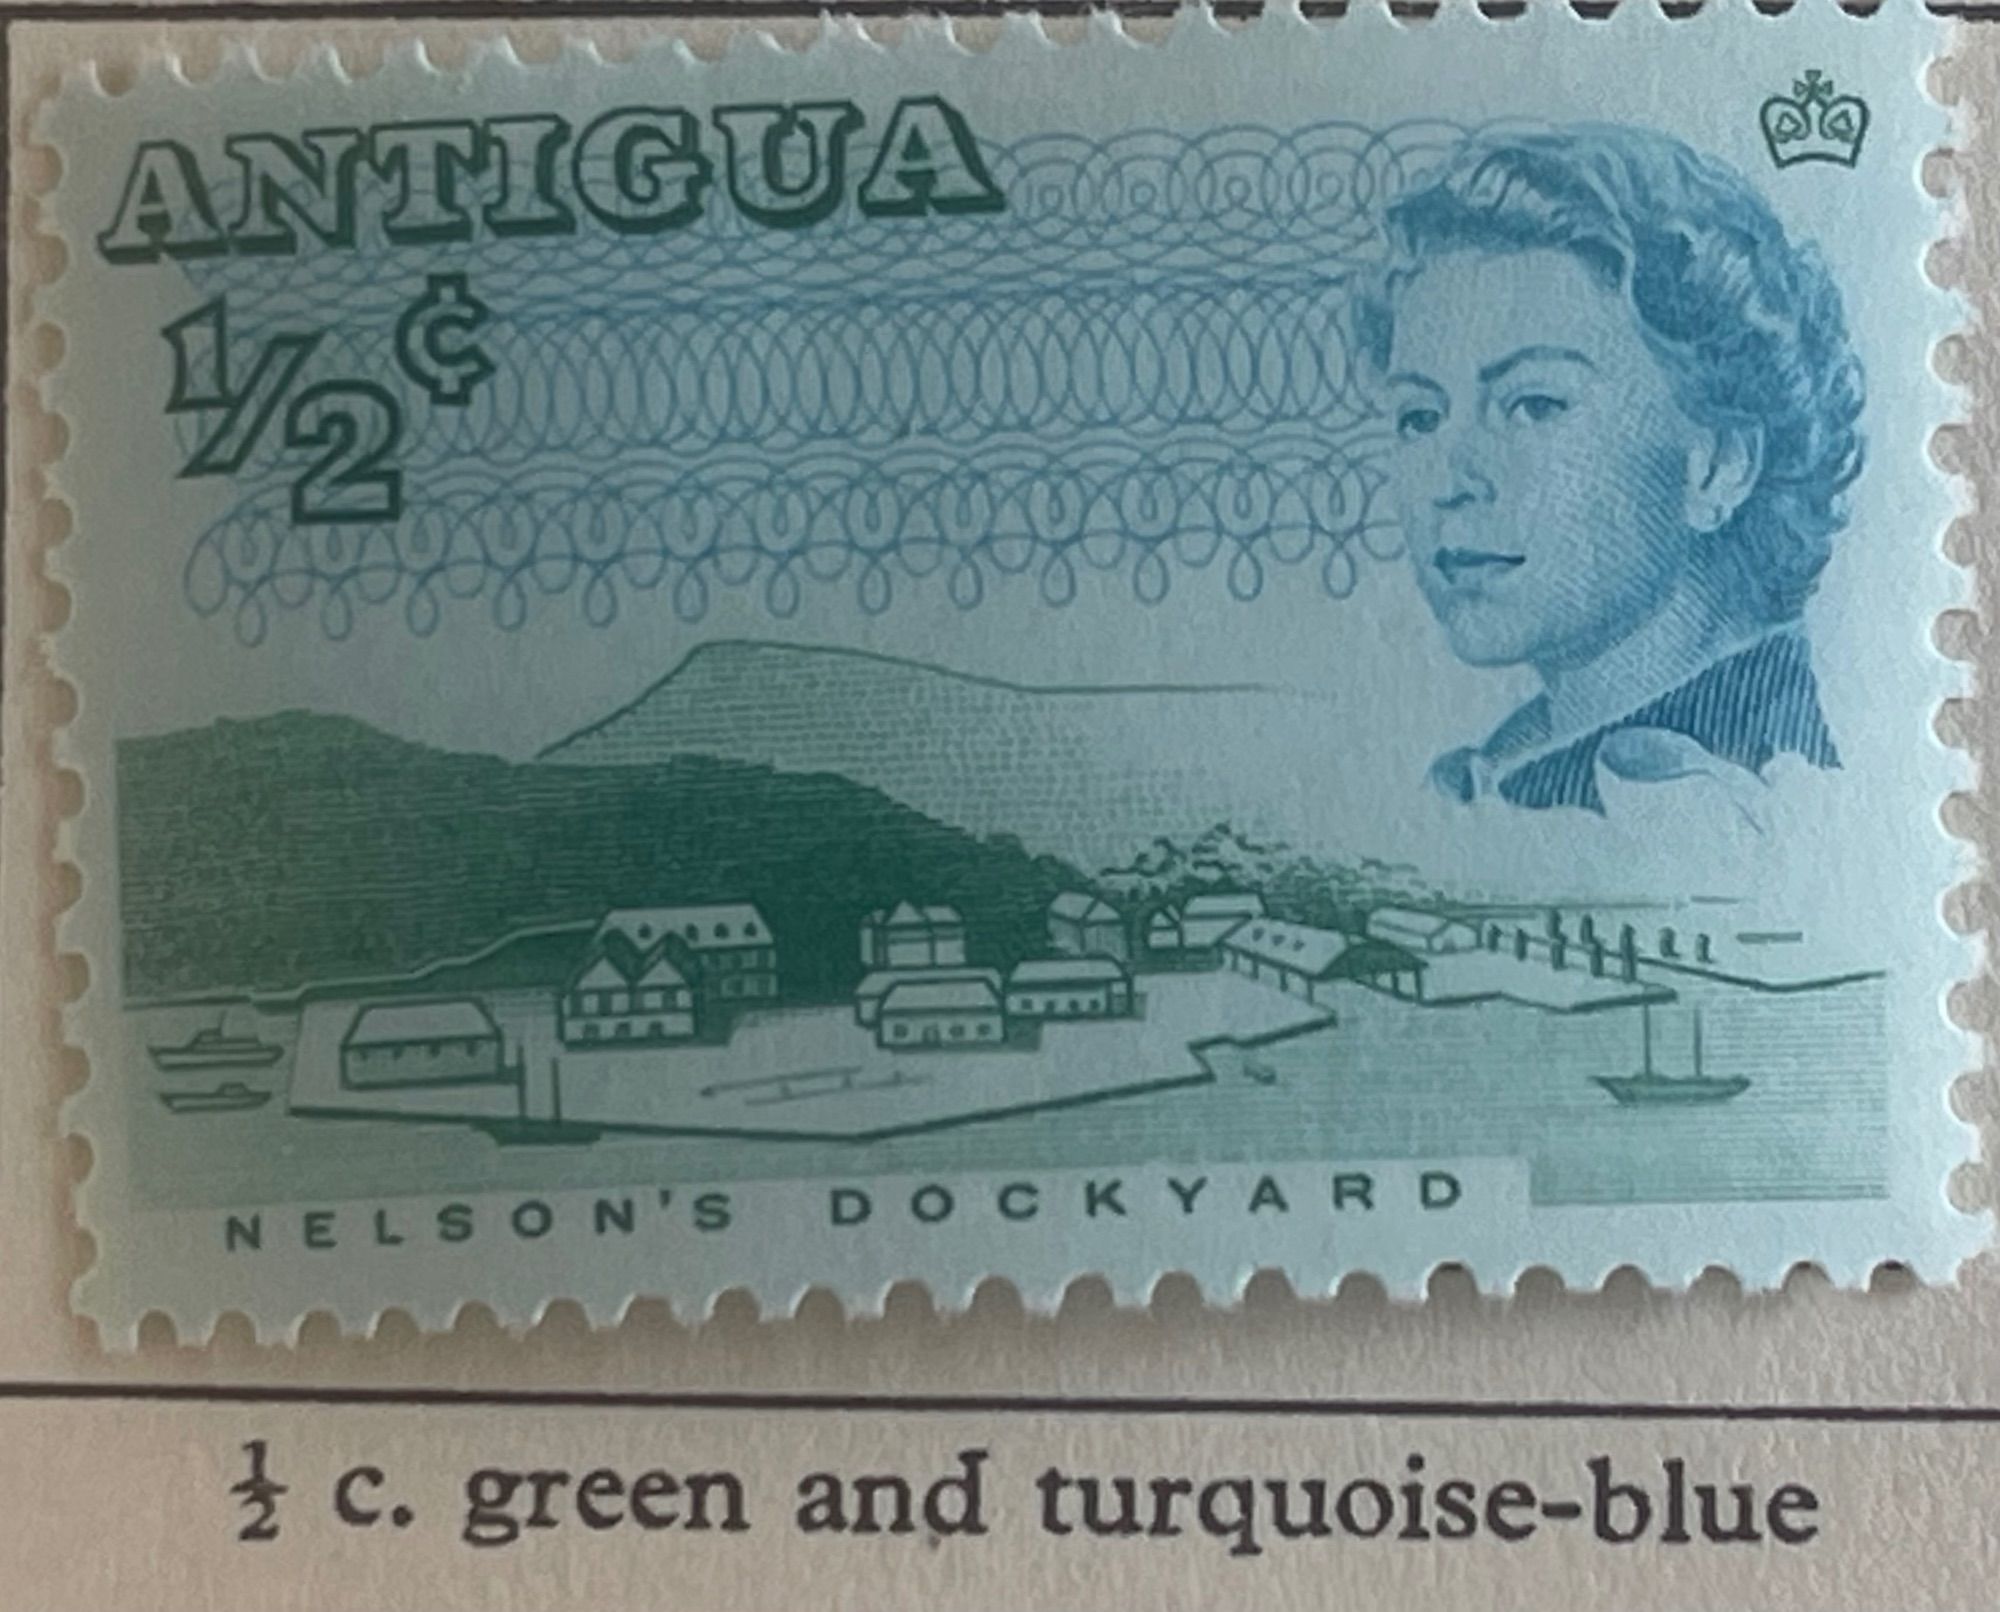 ANTIGUA
½¢
NELSON'S DOCKYARD
½ c. green and turquoise-blue